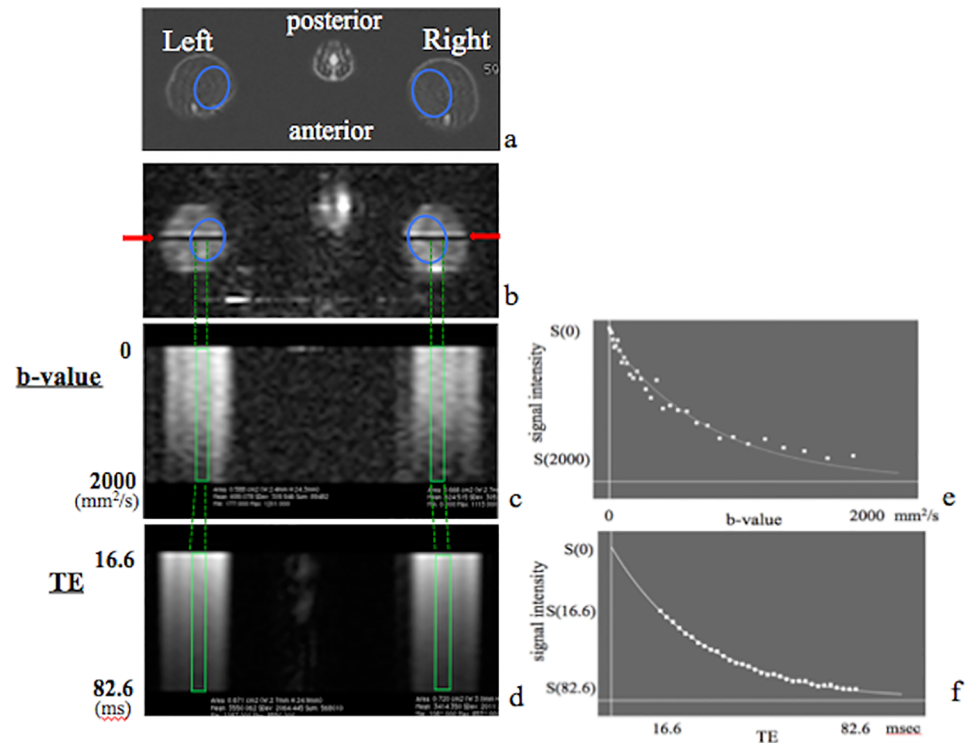 Left
posterior
Right
59
anterior
a
b
0
b-value
2000
(mm²/s)
c
S(0)
signal intensity
S(2000)
0
b-value
2000 mm²/s
e
16.6
TE
82.6
(ms)
d
S(0)
signal intensity
S(16.6)
S(82.6)
16.6
82.6
msec
TE
f